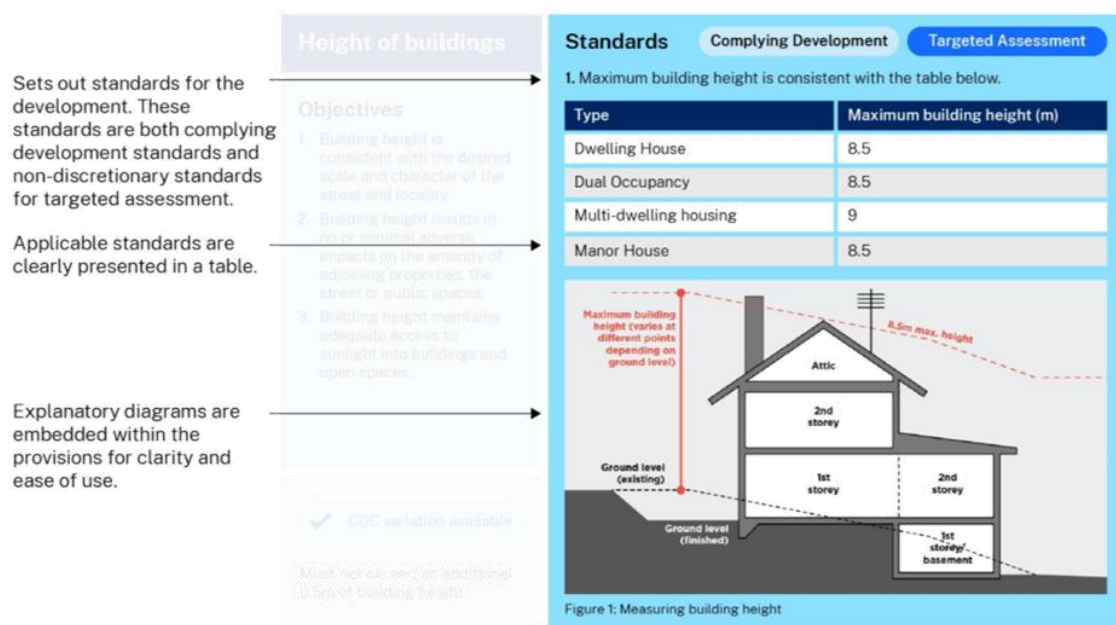 Sets out standards for the
development. These
standards are both complying
development standards and
non-discretionary standards
for targeted assessment.
Applicable standards are
clearly presented in a table.
Explanatory diagrams are
embedded within the
provisions for clarity and
ease of use.
Height of buildings
Objectives
1. Building height is
consistent with the desired
scale and character of the
street and locality.
2. Building height results in
no or minimal adverse
impacts on the amenity of
adjoining properties, the
street or public spaces
3. Building height maintains
adequate access to
sunlight into buildings and
open spaces.
CDC variation available
Must not exceed an additional
0.5m of building height
Standards
Complying Development
Targeted Assessment
1. Maximum building height is consistent with the table below.
Type Maximum building height (m)
Dwelling House 8.5
Dual Occupancy 8.5
Multi-dwelling housing 9
Manor House 8.5
Maximum building
height (varies at
different points
depending on
ground level)
8.5m max. height
Attic
2nd
storey
Ground level
(existing)
1st
storey
2nd
storey
Ground level
(finished)
1st
storey/
basement
Figure 1: Measuring building height